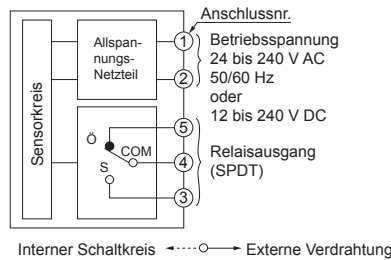 Anschlussnr.
Sensorkreis
Allspan-
nungs-
Netzteil
1
2
Betriebsspannung
24 bis 240 V AC
50/60 Hz
oder
12 bis 240 V DC
Ö
COM
S
5
4
3
Relaisausgang
(SPDT)
Interner Schaltkreis Externe Verdrahtung